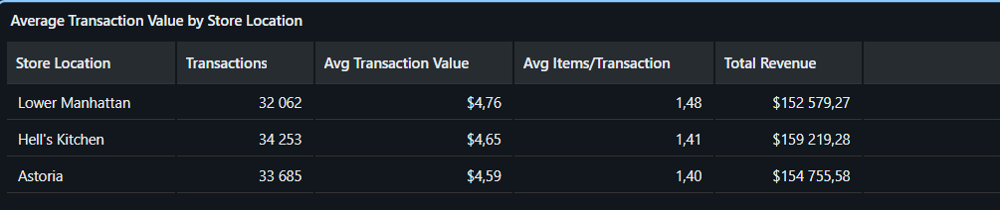 Average Transaction Value by Store Location
Store Location Transactions Avg Transaction Value Avg Items/Transaction Total Revenue
Lower Manhattan 32 062 $4,76 1,48 $152 579,27
Hell's Kitchen 34 253 $4,65 1,41 $159 219,28
Astoria 33 685 $4,59 1,40 $154 755,58